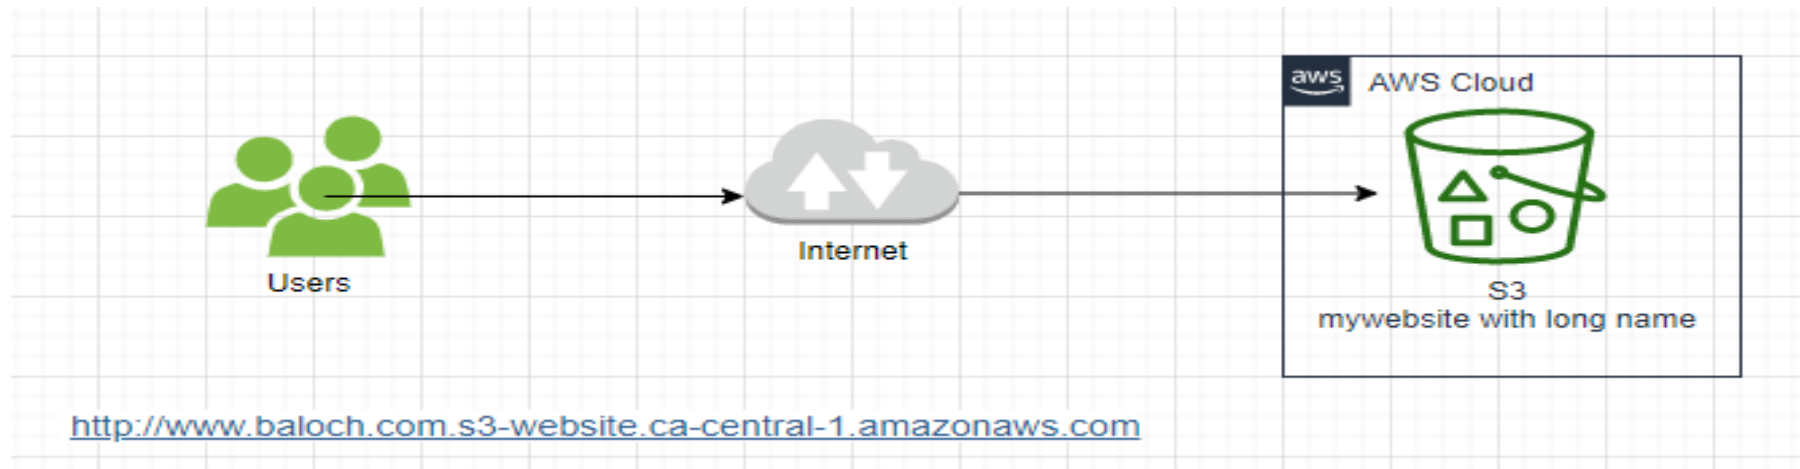 aws AWS Cloud
Users
Internet
S3
mywebsite with long name
http://www.baloch.com.s3-website.ca-central-1.amazonaws.com